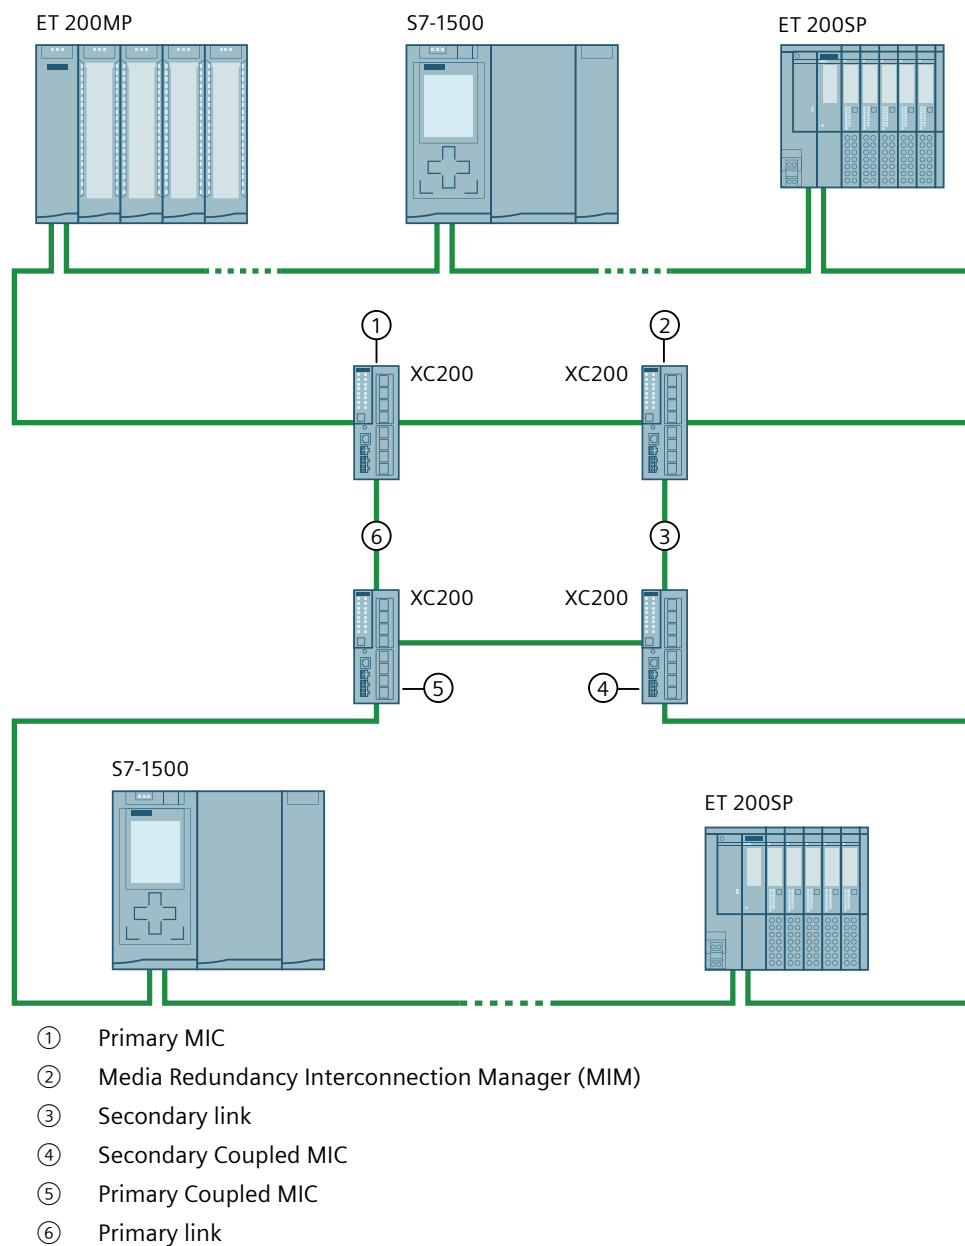 ET 200MP
S7-1500
ET 200SP
① ②
XC200 XC200
⑥ ③
XC200 XC200
⑤ ④
S7-1500
ET 200SP
① Primary MIC
② Media Redundancy Interconnection Manager (MIM)
③ Secondary link
④ Secondary Coupled MIC
⑤ Primary Coupled MIC
⑥ Primary link